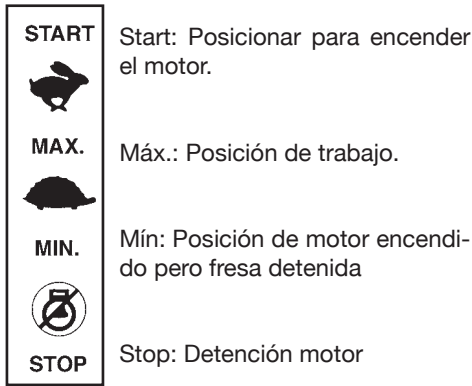 START
Start: Posicionar para encender
el motor.
MAX.
Máx.: Posición de trabajo.
MIN.
Mín: Posición de motor encendi-
do pero fresa detenida
STOP
Stop: Detención motor